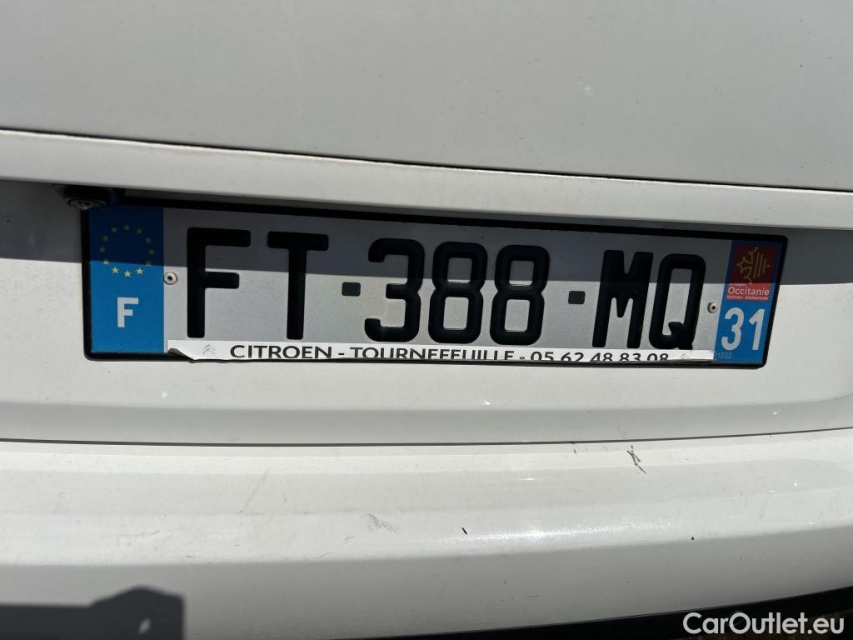 F
FT-388-MQ
Occitanie
31
CITROEN - TOURNEFEUILLE - 05 62 48 83 08
CarOutlet.eu